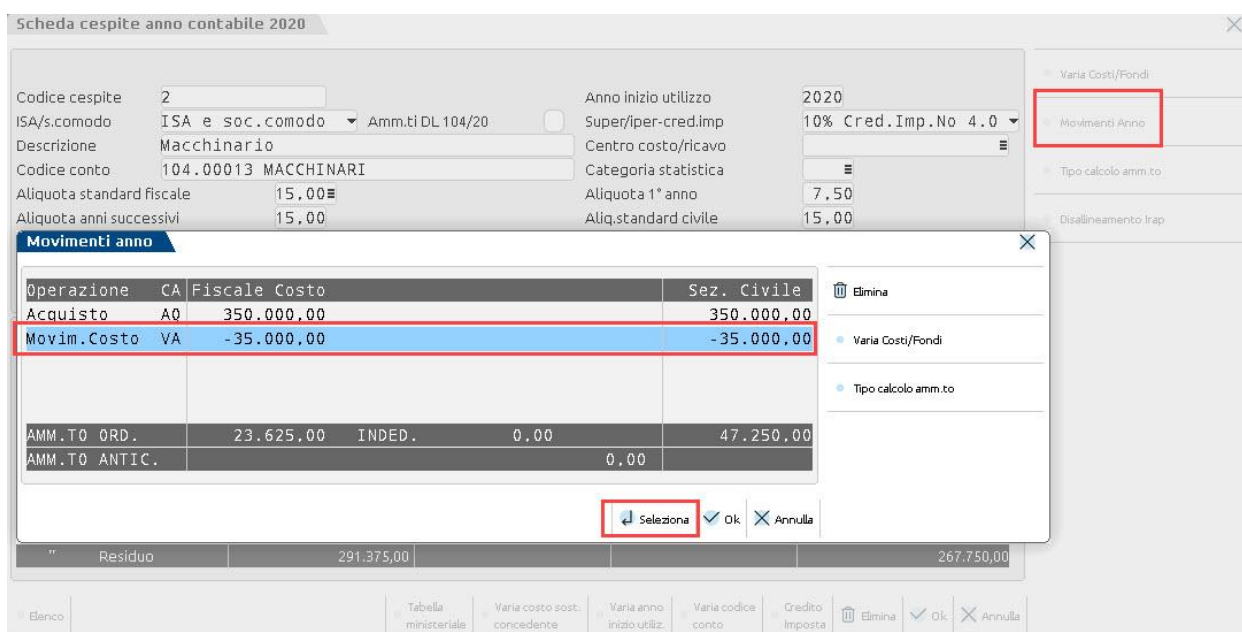 Scheda cespite anno contabile 2020
Varia Costi/Fondi
Codice cespite 2 Anno inizio utilizzo 2020
ISA/s.comodo ISA e soc.comodo Amm.ti DL 104/20 Super/iper-cred.imp 10% Cred.Imp.No 4.0
Movimenti Anno
Descrizione Macchinario Centro costo/ricavo
Codice conto 104.00013 MACCHINARI Categoria statistica
Tipo calcolo amm.to
Aliquota standard fiscale 15,00 Aliquota 1° anno 7,50
Aliquota anni successivi 15,00 Aliq.standard civile 15,00
Disallineamento Irap
Movimenti anno
Operazione CA Fiscale Costo Sez. Civile
Elimina
Acquisto AQ 350.000,00 350.000,00
Movim.Costo VA -35.000,00 -35.000,00
Varia Costi/Fondi
Tipo calcolo amm.to
AMM.TO ORD. 23.625,00 INDED. 0,00 47.250,00
AMM.TO ANTIC. 0,00
Seleziona Ok Annulla
" Residuo 291.375,00 267.750,00
Elenco Tabella ministeriale Varia costo sost. concedente Varia anno inizio utiliz. Varia codice conto Credito Imposta Elimina Ok Annulla